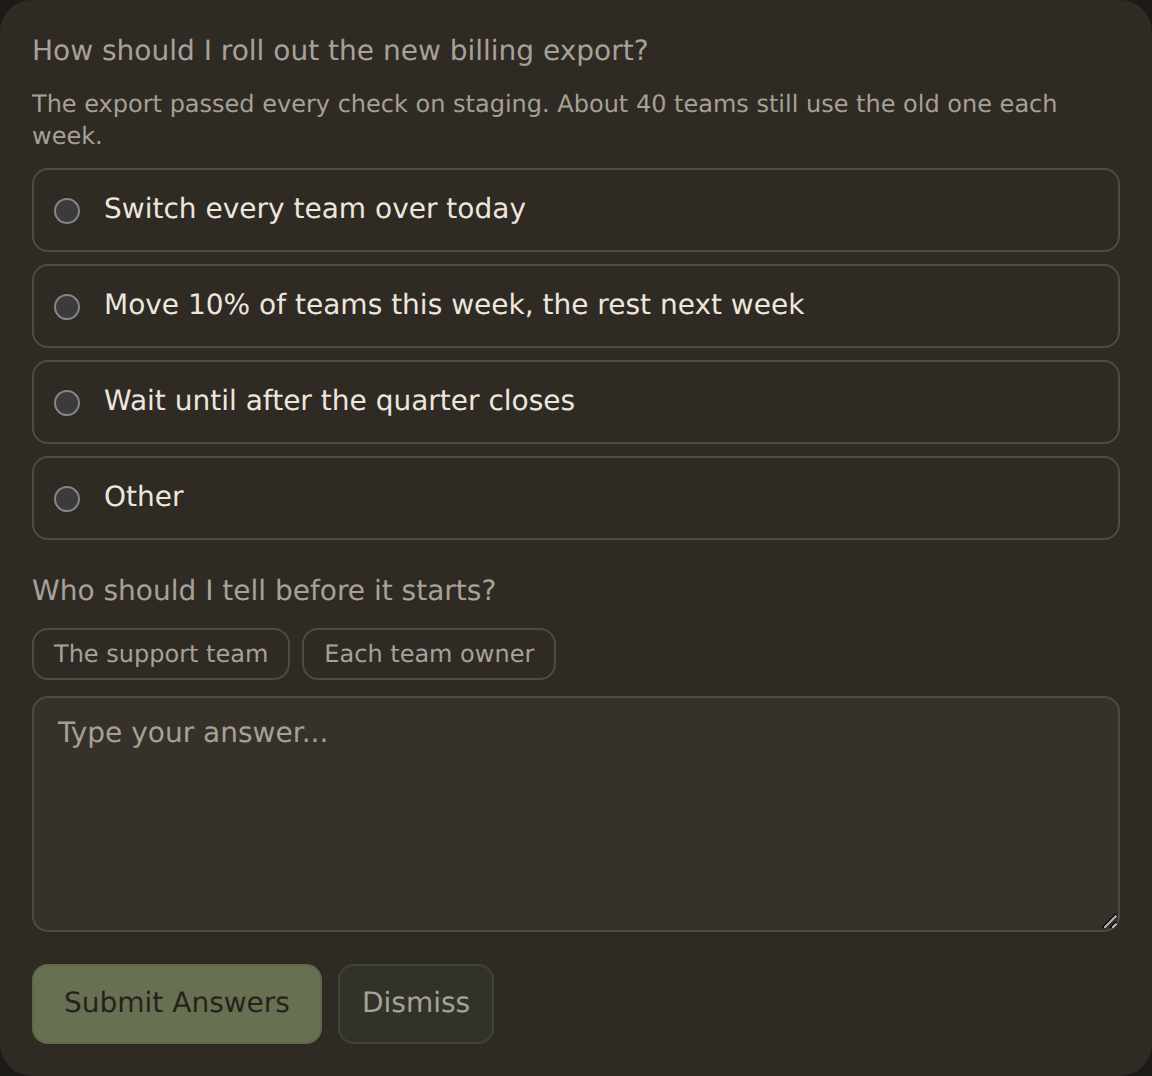 How should I roll out the new billing export?
The export passed every check on staging. About 40 teams still use the old one each
week.
Switch every team over today
Move 10% of teams this week, the rest next week
Wait until after the quarter closes
Other
Who should I tell before it starts?
The support team
Each team owner
Type your answer...
Submit Answers
Dismiss